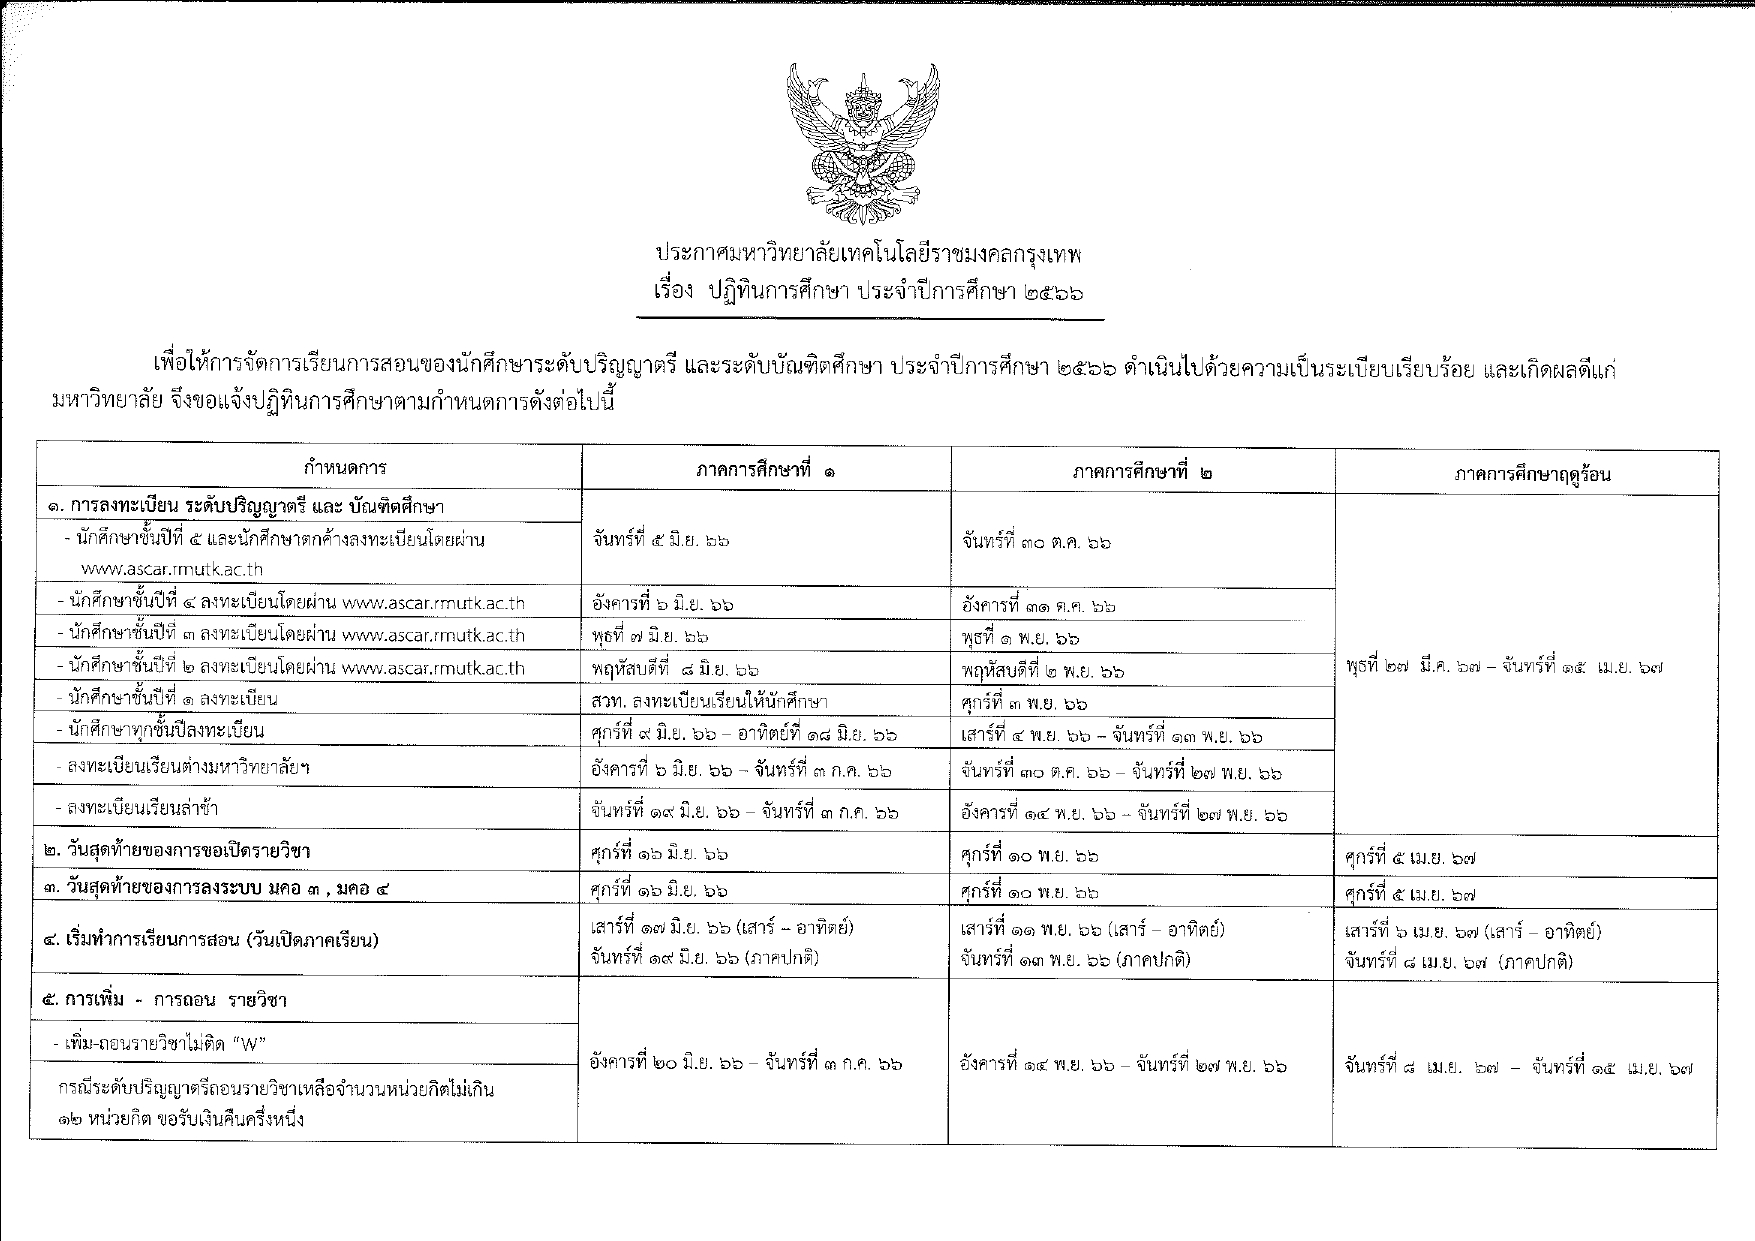 ประกาศมหาวิทยาลัยเทคโนโลยีราชมงคลกรุงเทพ
เรื่อง ปฏิทินการศึกษา ประจำปีการศึกษา ๒๕๖๖
เพื่อให้การจัดการเรียนการสอนของนักศึกษาระดับปริญญาตรี และระดับบัณฑิตศึกษา ประจำปีการศึกษา ๒๕๖๖ ดำเนินไปด้วยความเป็นระเบียบเรียบร้อย และเกิดผลดีแก่
มหาวิทยาลัย จึงขอแจ้งปฏิทินการศึกษาตามกำหนดการดังต่อไปนี้
กำหนดการ ภาคการศึกษาที่ ๑ ภาคการศึกษาที่ ๒ ภาคการศึกษาฤดูร้อน
๑. การลงทะเบียน ระดับปริญญาตรี และ บัณฑิตศึกษา
- นักศึกษาชั้นปีที่ ๕ และนักศึกษาตกค้างลงทะเบียนโดยผ่าน จันทร์ที่ ๕ มิ.ย. ๖๖ จันทร์ที่ ๓๐ ต.ค. ๖๖
www.ascar.rmutk.ac.th
- นักศึกษาชั้นปีที่ ๔ ลงทะเบียนโดยผ่าน www.ascar.rmutk.ac.th อังคารที่ ๖ มิ.ย. ๖๖ อังคารที่ ๓๑ ต.ค. ๖๖
- นักศึกษาชั้นปีที่ ๓ ลงทะเบียนโดยผ่าน www.ascar.rmutk.ac.th พุธที่ ๗ มิ.ย. ๖๖ พุธที่ ๑ พ.ย. ๖๖
- นักศึกษาชั้นปีที่ ๒ ลงทะเบียนโดยผ่าน www.ascar.rmutk.ac.th พฤหัสบดีที่ ๘ มิ.ย. ๖๖ พฤหัสบดีที่ ๒ พ.ย. ๖๖ พุธที่ ๒๗ มี.ค. ๖๗ – จันทร์ที่ ๑๕ เม.ย. ๖๗
- นักศึกษาชั้นปีที่ ๑ ลงทะเบียน สวท. ลงทะเบียนเรียนให้นักศึกษา ศุกร์ที่ ๓ พ.ย. ๖๖
- นักศึกษาทุกชั้นปีลงทะเบียน ศุกร์ที่ ๙ มิ.ย. ๖๖ – อาทิตย์ที่ ๑๘ มิ.ย. ๖๖ เสาร์ที่ ๔ พ.ย. ๖๖ – จันทร์ที่ ๑๓ พ.ย. ๖๖
- ลงทะเบียนเรียนต่างมหาวิทยาลัยฯ อังคารที่ ๖ มิ.ย. ๖๖ – จันทร์ที่ ๓ ก.ค. ๖๖ จันทร์ที่ ๓๐ ต.ค. ๖๖ – จันทร์ที่ ๒๗ พ.ย. ๖๖
- ลงทะเบียนเรียนล่าช้า จันทร์ที่ ๑๙ มิ.ย. ๖๖ – จันทร์ที่ ๓ ก.ค. ๖๖ อังคารที่ ๑๔ พ.ย. ๖๖ – จันทร์ที่ ๒๗ พ.ย. ๖๖
๒. วันสุดท้ายของการขอเปิดรายวิชา ศุกร์ที่ ๑๖ มิ.ย. ๖๖ ศุกร์ที่ ๑๐ พ.ย. ๖๖ ศุกร์ที่ ๕ เม.ย. ๖๗
๓. วันสุดท้ายของการลงระบบ มคอ ๓ , มคอ ๔ ศุกร์ที่ ๑๖ มิ.ย. ๖๖ ศุกร์ที่ ๑๐ พ.ย. ๖๖ ศุกร์ที่ ๕ เม.ย. ๖๗
๔. เริ่มทำการเรียนการสอน (วันเปิดภาคเรียน) เสาร์ที่ ๑๗ มิ.ย. ๖๖ (เสาร์ – อาทิตย์) เสาร์ที่ ๑๑ พ.ย. ๖๖ (เสาร์ – อาทิตย์) เสาร์ที่ ๖ เม.ย. ๖๗ (เสาร์ – อาทิตย์)
จันทร์ที่ ๑๙ มิ.ย. ๖๖ (ภาคปกติ) จันทร์ที่ ๑๓ พ.ย. ๖๖ (ภาคปกติ) จันทร์ที่ ๘ เม.ย. ๖๗ (ภาคปกติ)
๕. การเพิ่ม - การถอน รายวิชา
- เพิ่ม-ถอนรายวิชาไม่ติด “W”
อังคารที่ ๒๐ มิ.ย. ๖๖ – จันทร์ที่ ๓ ก.ค. ๖๖ อังคารที่ ๑๔ พ.ย. ๖๖ – จันทร์ที่ ๒๗ พ.ย. ๖๖ จันทร์ที่ ๘ เม.ย. ๖๗ – จันทร์ที่ ๑๕ เม.ย. ๖๗
กรณีระดับปริญญาตรีถอนรายวิชาเหลือจำนวนหน่วยกิตไม่เกิน
๑๒ หน่วยกิต ขอรับเงินคืนครึ่งหนึ่ง